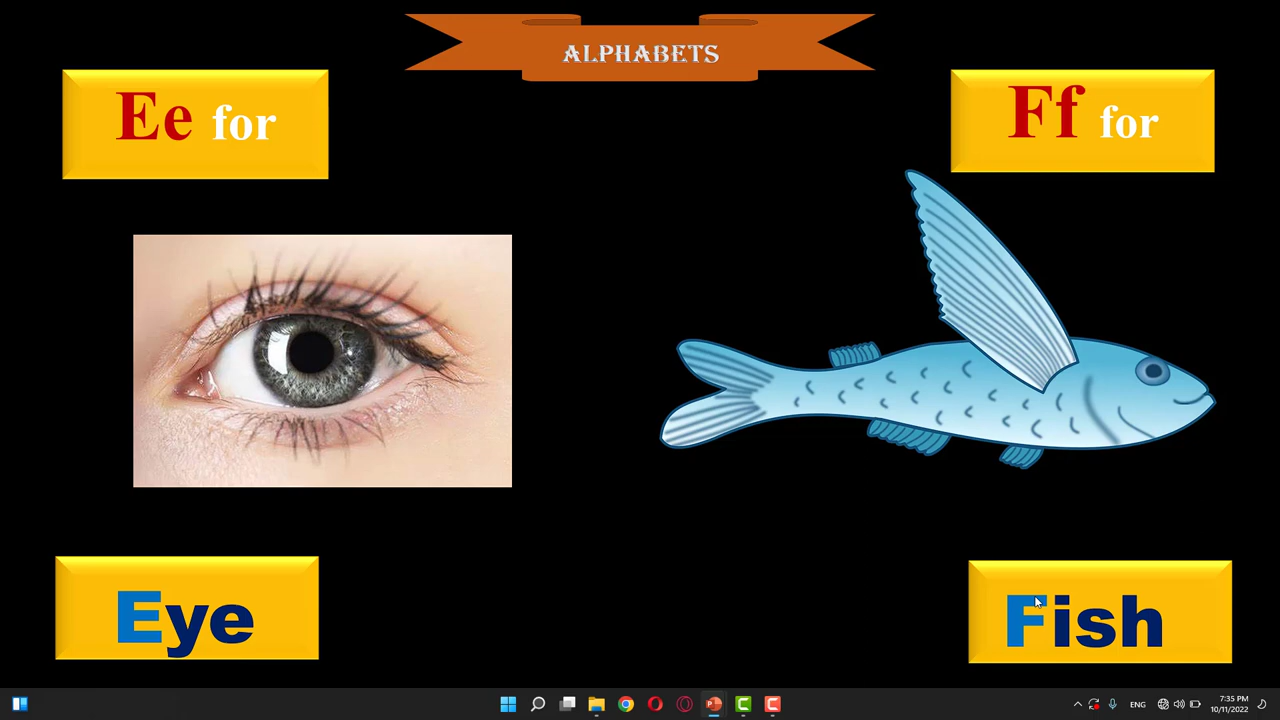 ALPHABETS
Ee for
Ff for
Eye
Fish
ENG
7:35 PM
10/11/2022